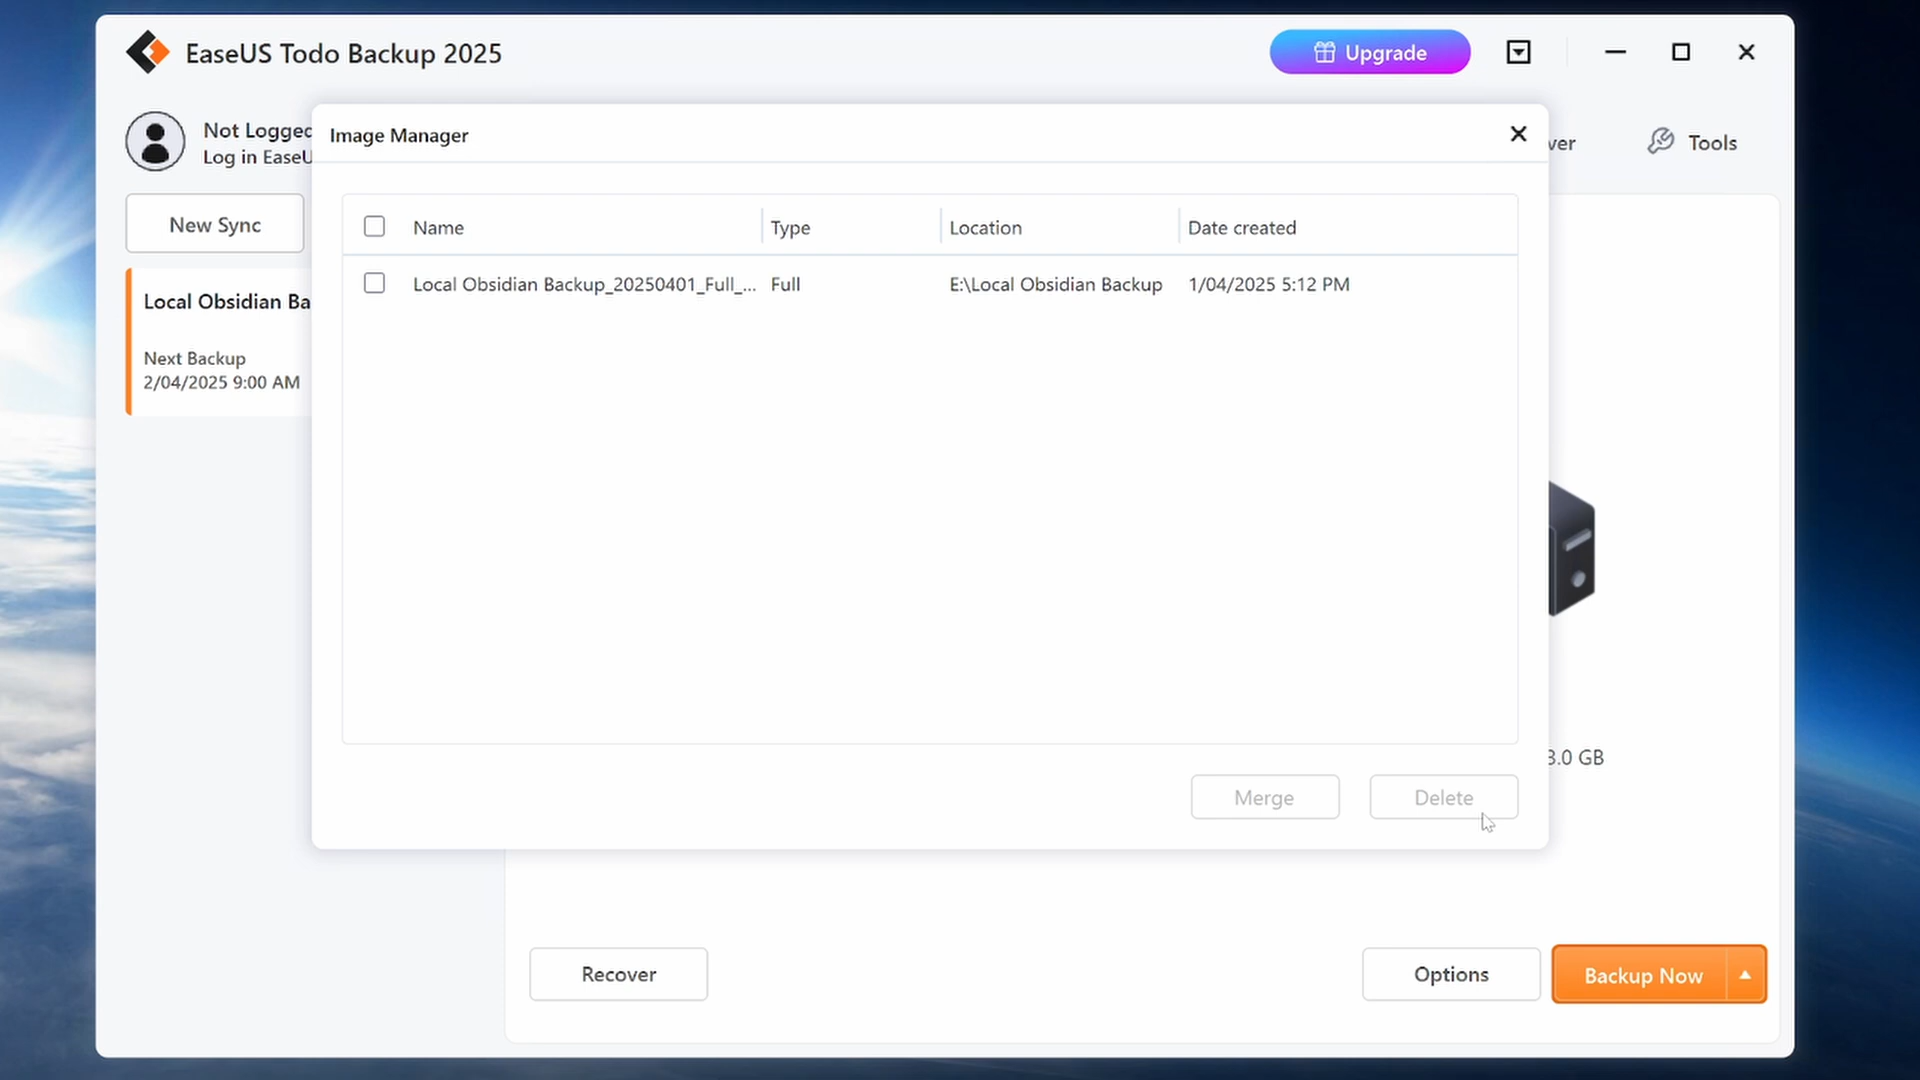 EaseUS Todo Backup 2025
Upgrade
Not Logged
Log in EaseU
Image Manager
ver
Tools
New Sync
Name
Type
Location
Date created
Local Obsidian Backup_20250401_Full_...
Full
E:\Local Obsidian Backup
1/04/2025 5:12 PM
Local Obsidian Ba
Next Backup
2/04/2025 9:00 AM
3.0 GB
Merge
Delete
Recover
Options
Backup Now